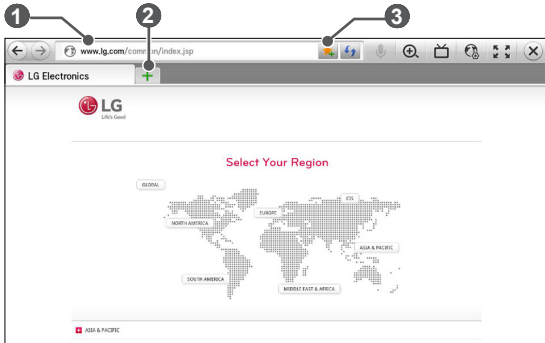 1
2
3
www.lg.com/common/index.jsp
LG Electronics
LG
Life's Good
Select Your Region
GLOBAL
CIS
EUROPE
NORTH AMERICA
ASIA & PACIFIC
SOUTH AMERICA
MIDDLE EAST & AFRICA
ASIA & PACIFIC